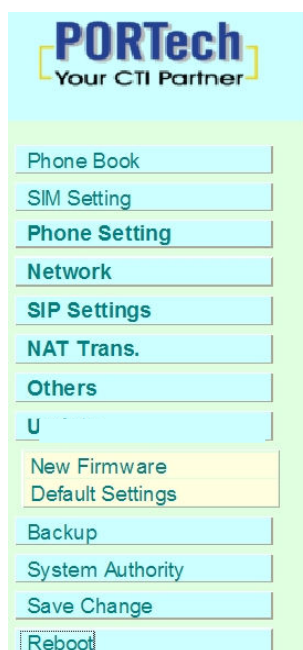 PORTech
Your CTI Partner
Phone Book
SIM Setting
Phone Setting
Network
SIP Settings
NAT Trans.
Others
U
New Firmware
Default Settings
Backup
System Authority
Save Change
Reboot